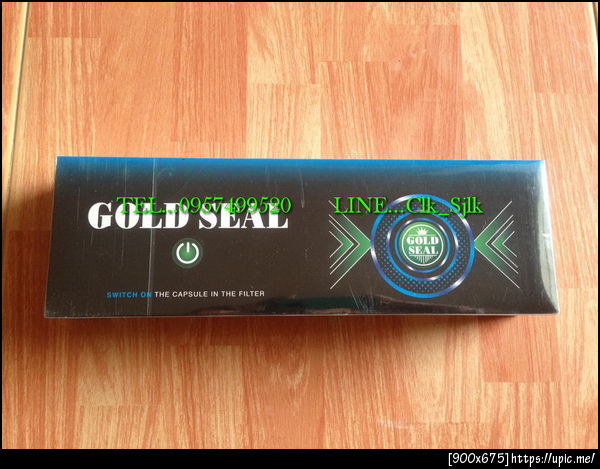 TEL...0957499520 LINE...Clk_Sjlk
GOLD SEAL
GOLD
SEAL
SWITCH ON THE CAPSULE IN THE FILTER
[900x675]https://upic.me/